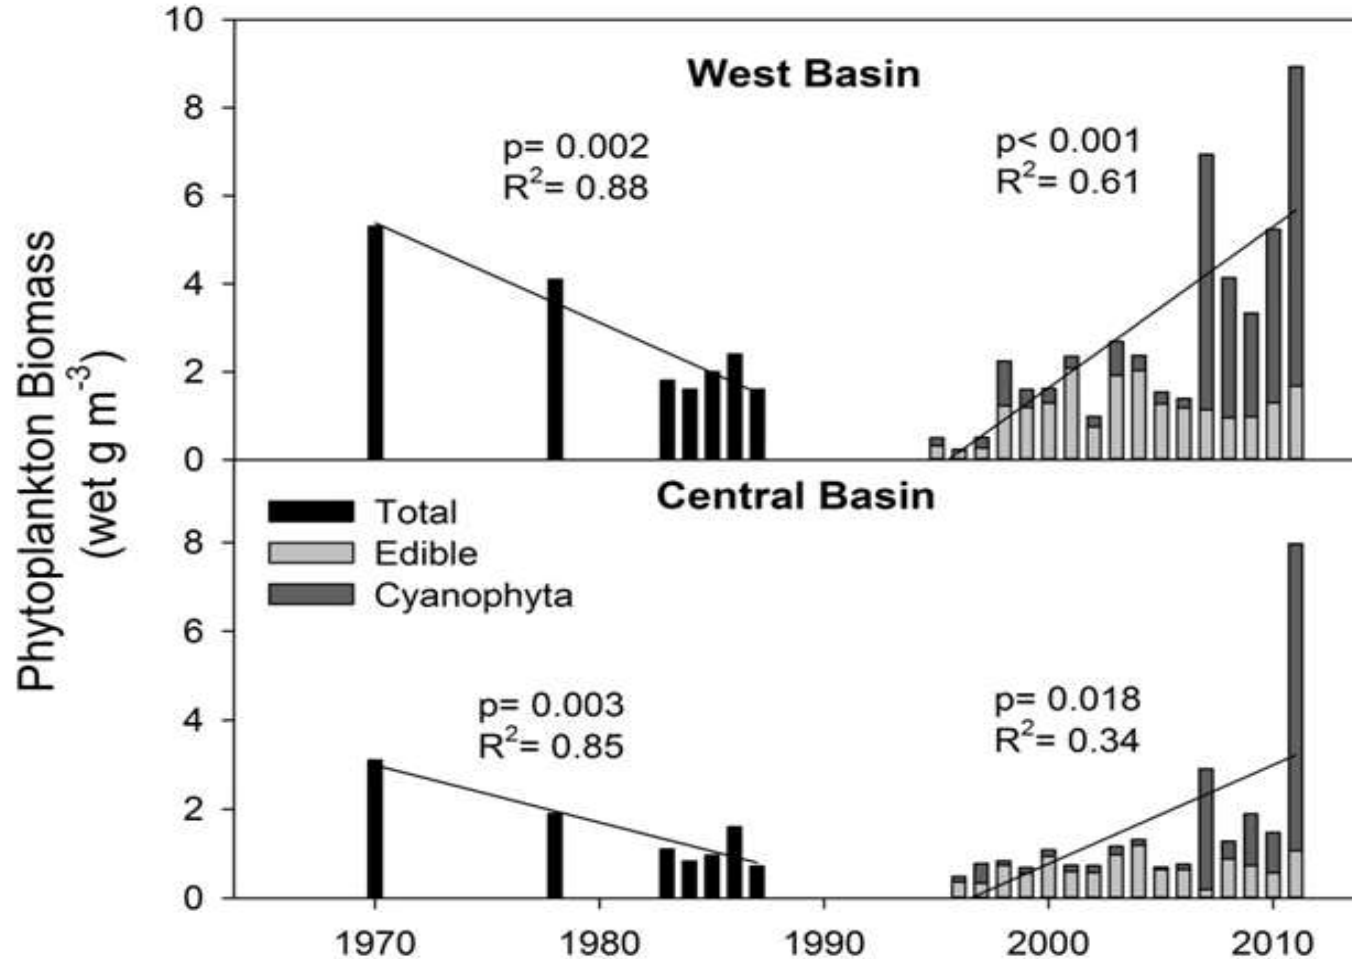 Phytoplankton Biomass
(wet g m-3)
10
8
6
4
2
0
West Basin
p= 0.002
R2= 0.88
p< 0.001
R2= 0.61
8
6
4
2
0
Central Basin
Total
Edible
Cyanophyta
p= 0.003
R2= 0.85
p= 0.018
R2= 0.34
1970 1980 1990 2000 2010